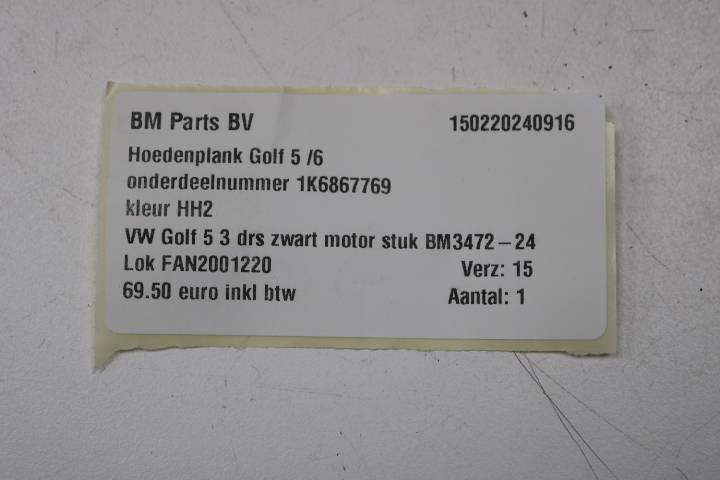 BM Parts BV 150220240916
Hoedenplank Golf 5 /6
onderdeelnummer 1K6867769
kleur HH2
VW Golf 5 3 drs zwart motor stuk BM3472-24
Lok FAN2001220 Verz: 15
69.50 euro inkl btw Aantal: 1